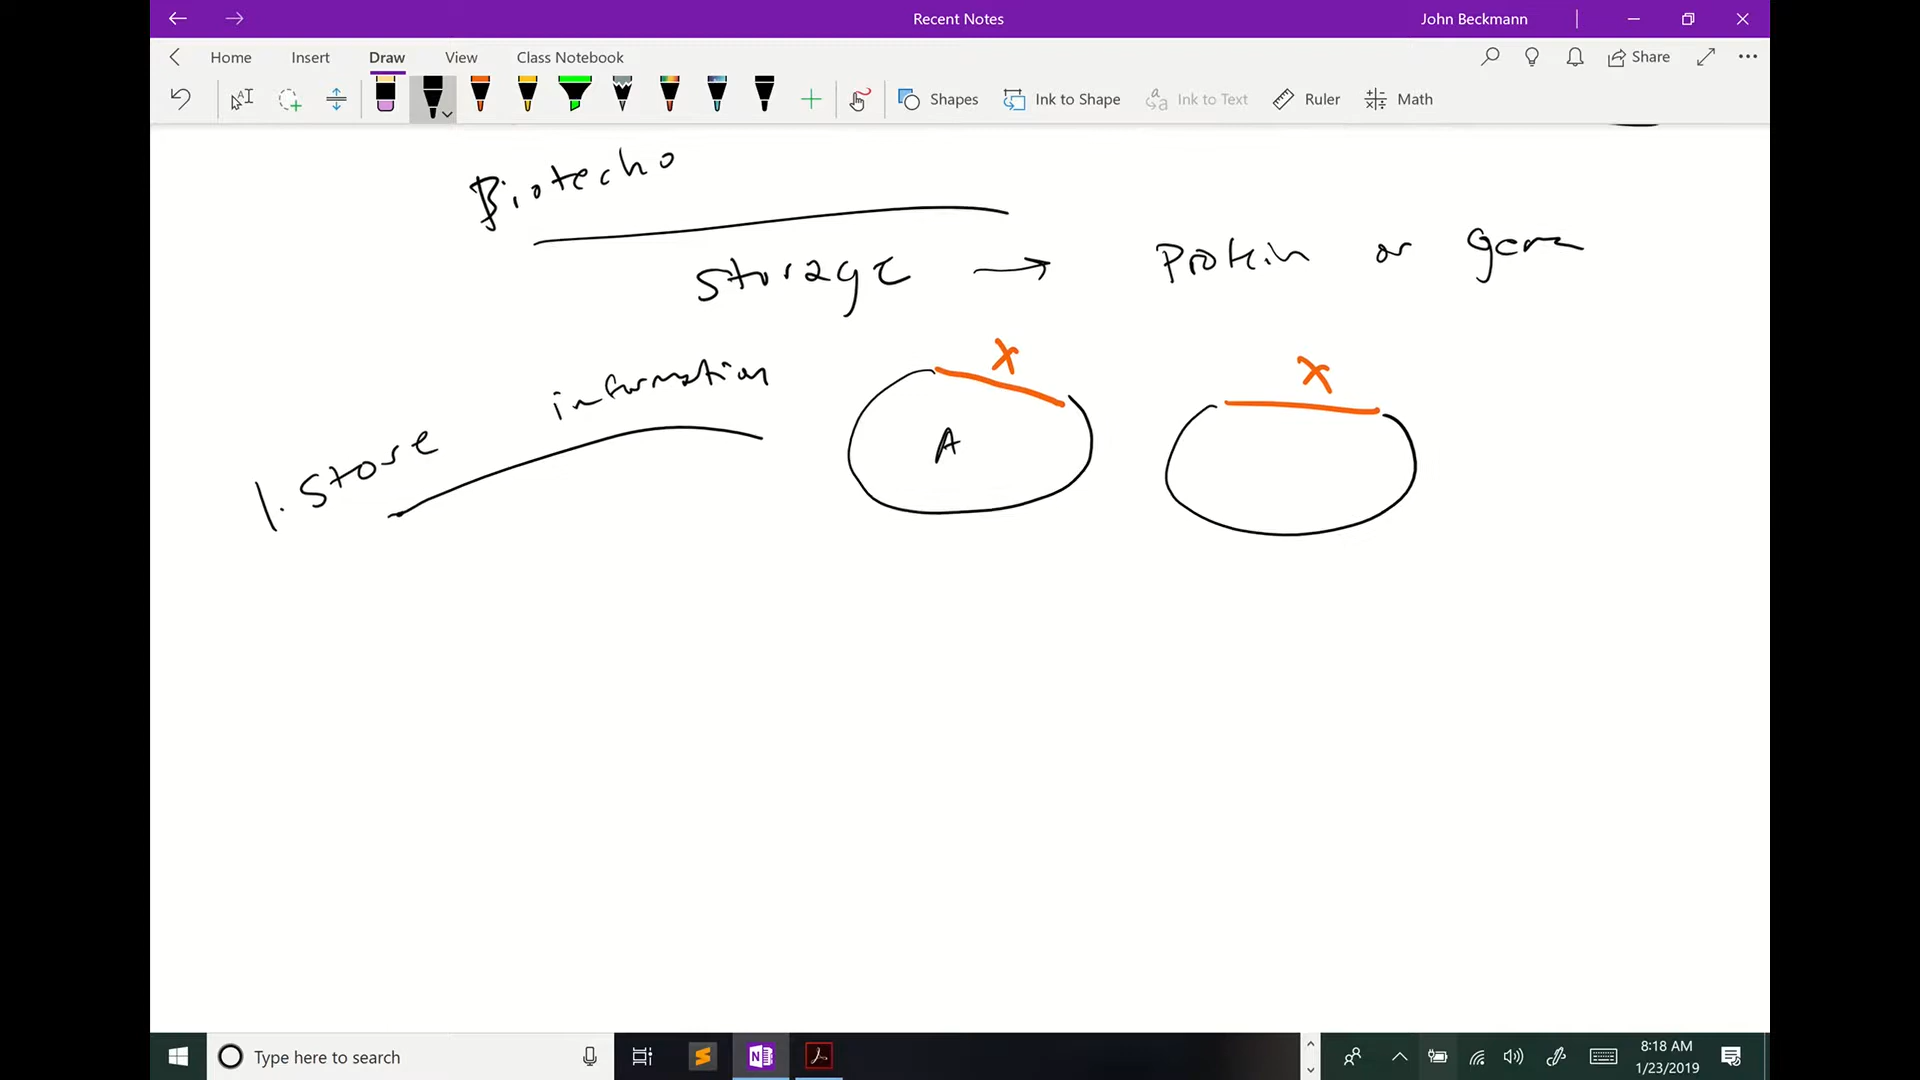 Recent Notes
John Beckmann
Home Insert Draw View Class Notebook
Share
Shapes Ink to Shape Ink to Text Ruler Math
Biotecho
storage → Protein or gene
X X
information
1. Store
A
Type here to search
8:18 AM
1/23/2019